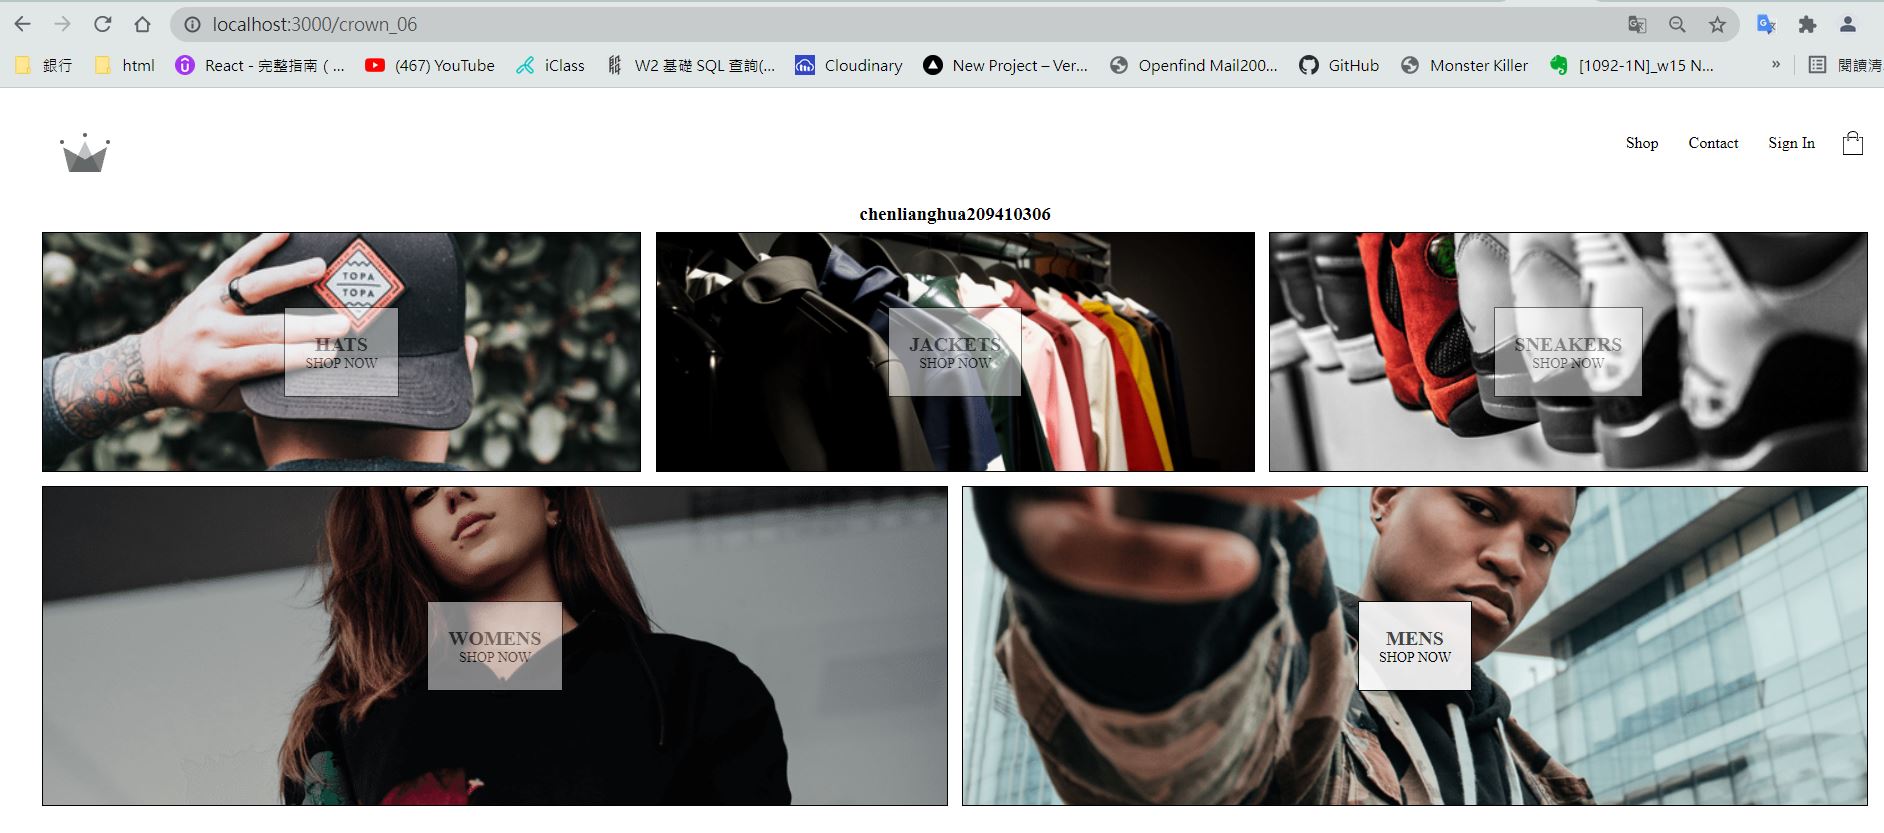 localhost:3000/crown_06
銀行 html React - 完整指南 ( ... (467) YouTube iClass W2 基礎 SQL 查詢(... Cloudinary New Project – Ver... Openfind Mail200... GitHub Monster Killer [1092-1N]_w15 N... » 閱讀清
Shop Contact Sign In
chenlianghua209410306
TOPA
TOPA
HATS
SHOP NOW
JACKETS
SHOP NOW
SNEAKERS
SHOP NOW
WOMENS
SHOP NOW
MENS
SHOP NOW